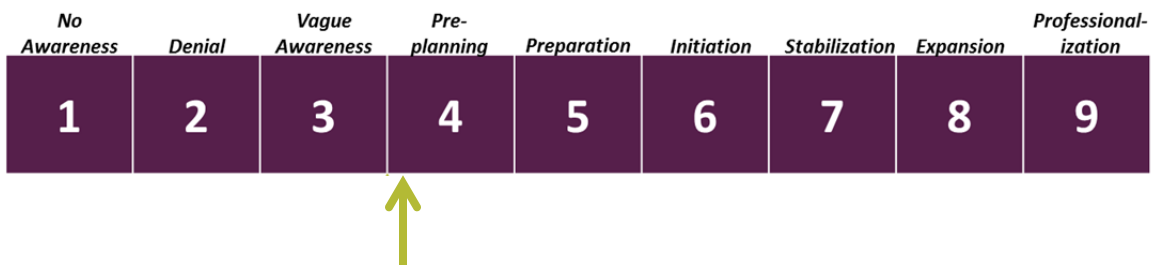 No
Awareness
Denial
Vague
Awareness
Pre-
planning
Preparation
Initiation
Stabilization
Expansion
Professional-
ization
1 2 3 4 5 6 7 8 9